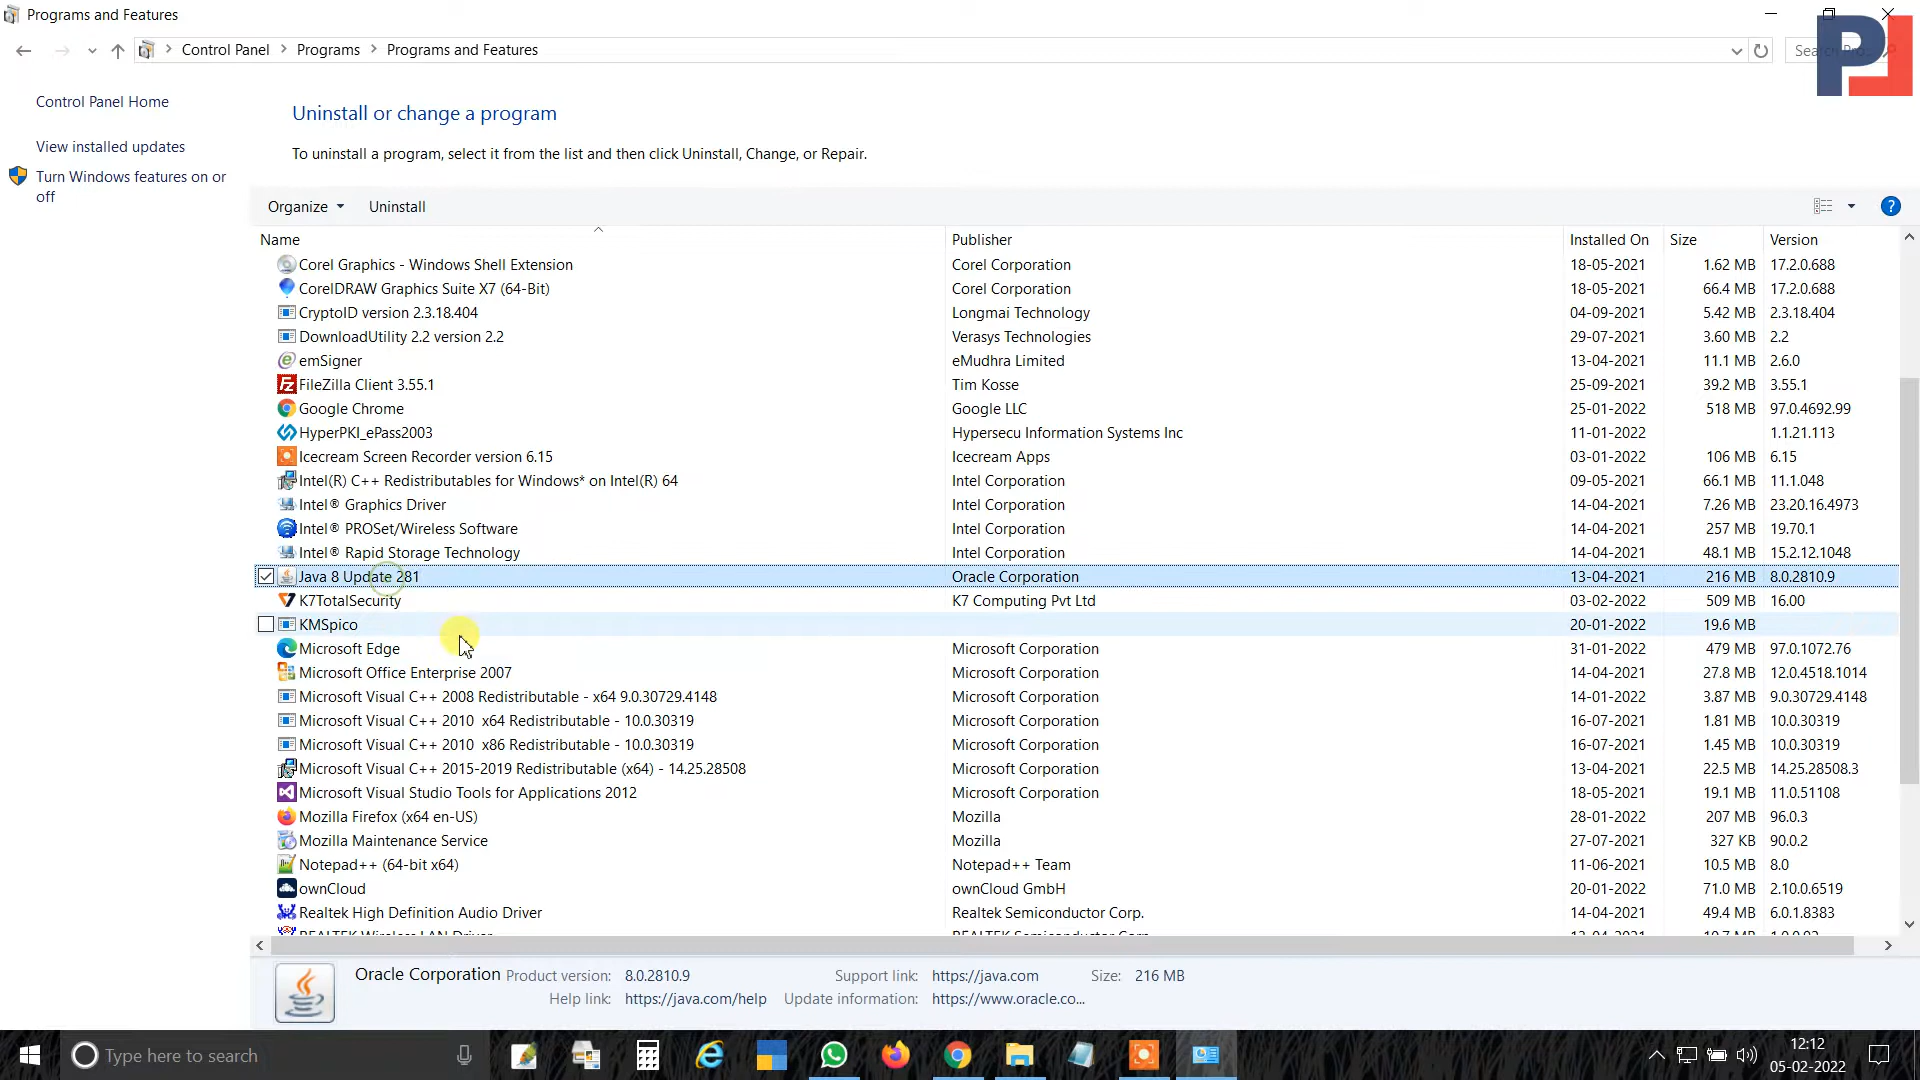 Programs and Features
Control Panel > Programs > Programs and Features
Search Pro
PL
Control Panel Home
View installed updates
Turn Windows features on or
off
Uninstall or change a program
To uninstall a program, select it from the list and then click Uninstall, Change, or Repair.
Organize Uninstall
Name Publisher Installed On Size Version
Corel Graphics - Windows Shell Extension Corel Corporation 18-05-2021 1.62 MB 17.2.0.688
CorelDRAW Graphics Suite X7 (64-Bit) Corel Corporation 18-05-2021 66.4 MB 17.2.0.688
CryptoID version 2.3.18.404 Longmai Technology 04-09-2021 5.42 MB 2.3.18.404
DownloadUtility 2.2 version 2.2 Verasys Technologies 29-07-2021 3.60 MB 2.2
emSigner eMudhra Limited 13-04-2021 11.1 MB 2.6.0
FileZilla Client 3.55.1 Tim Kosse 25-09-2021 39.2 MB 3.55.1
Google Chrome Google LLC 25-01-2022 518 MB 97.0.4692.99
HyperPKI_ePass2003 Hypersecu Information Systems Inc 11-01-2022 1.1.21.113
Icecream Screen Recorder version 6.15 Icecream Apps 03-01-2022 106 MB 6.15
Intel(R) C++ Redistributables for Windows* on Intel(R) 64 Intel Corporation 09-05-2021 66.1 MB 11.1.048
Intel® Graphics Driver Intel Corporation 14-04-2021 7.26 MB 23.20.16.4973
Intel® PROSet/Wireless Software Intel Corporation 14-04-2021 257 MB 19.70.1
Intel® Rapid Storage Technology Intel Corporation 14-04-2021 48.1 MB 15.2.12.1048
Java 8 Update 281 Oracle Corporation 13-04-2021 216 MB 8.0.2810.9
K7TotalSecurity K7 Computing Pvt Ltd 03-02-2022 509 MB 16.00
KMSpico 20-01-2022 19.6 MB
Microsoft Edge Microsoft Corporation 31-01-2022 479 MB 97.0.1072.76
Microsoft Office Enterprise 2007 Microsoft Corporation 14-04-2021 27.8 MB 12.0.4518.1014
Microsoft Visual C++ 2008 Redistributable - x64 9.0.30729.4148 Microsoft Corporation 14-01-2022 3.87 MB 9.0.30729.4148
Microsoft Visual C++ 2010 x64 Redistributable - 10.0.30319 Microsoft Corporation 16-07-2021 1.81 MB 10.0.30319
Microsoft Visual C++ 2010 x86 Redistributable - 10.0.30319 Microsoft Corporation 16-07-2021 1.45 MB 10.0.30319
Microsoft Visual C++ 2015-2019 Redistributable (x64) - 14.25.28508 Microsoft Corporation 13-04-2021 22.5 MB 14.25.28508.3
Microsoft Visual Studio Tools for Applications 2012 Microsoft Corporation 18-05-2021 19.1 MB 11.0.51108
Mozilla Firefox (x64 en-US) Mozilla 28-01-2022 207 MB 96.0.3
Mozilla Maintenance Service Mozilla 27-07-2021 327 KB 90.0.2
Notepad++ (64-bit x64) Notepad++ Team 11-06-2021 10.5 MB 8.0
ownCloud ownCloud GmbH 20-01-2022 71.0 MB 2.10.0.6519
Realtek High Definition Audio Driver Realtek Semiconductor Corp. 14-04-2021 49.4 MB 6.0.1.8383
REALTEK Wireless LAN Driver REALTEK Semiconductor Corp
Oracle Corporation Product version: 8.0.2810.9 Support link: https://java.com Size: 216 MB
Help link: https://java.com/help Update information: https://www.oracle.co...
Type here to search
12:12
05-02-2022